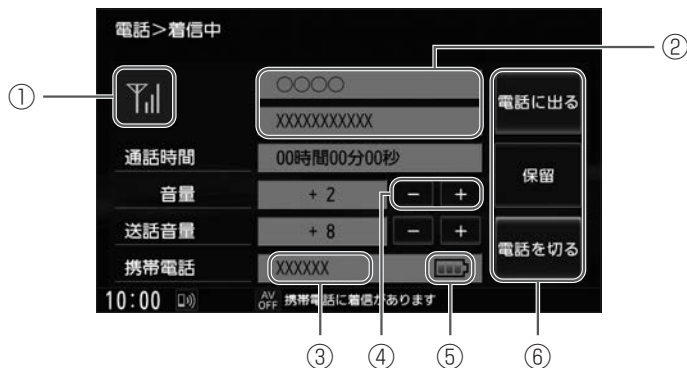 電話>着信中
①
②
○○○○
XXXXXXXXXXX
電話に出る
通話時間
00時間00分00秒
保留
音量
+ 2
－
+
送話音量
+ 8
－
+
電話を切る
携帯電話
XXXXXX
10:00
AV OFF
携帯電話に着信があります
③
④
⑤
⑥